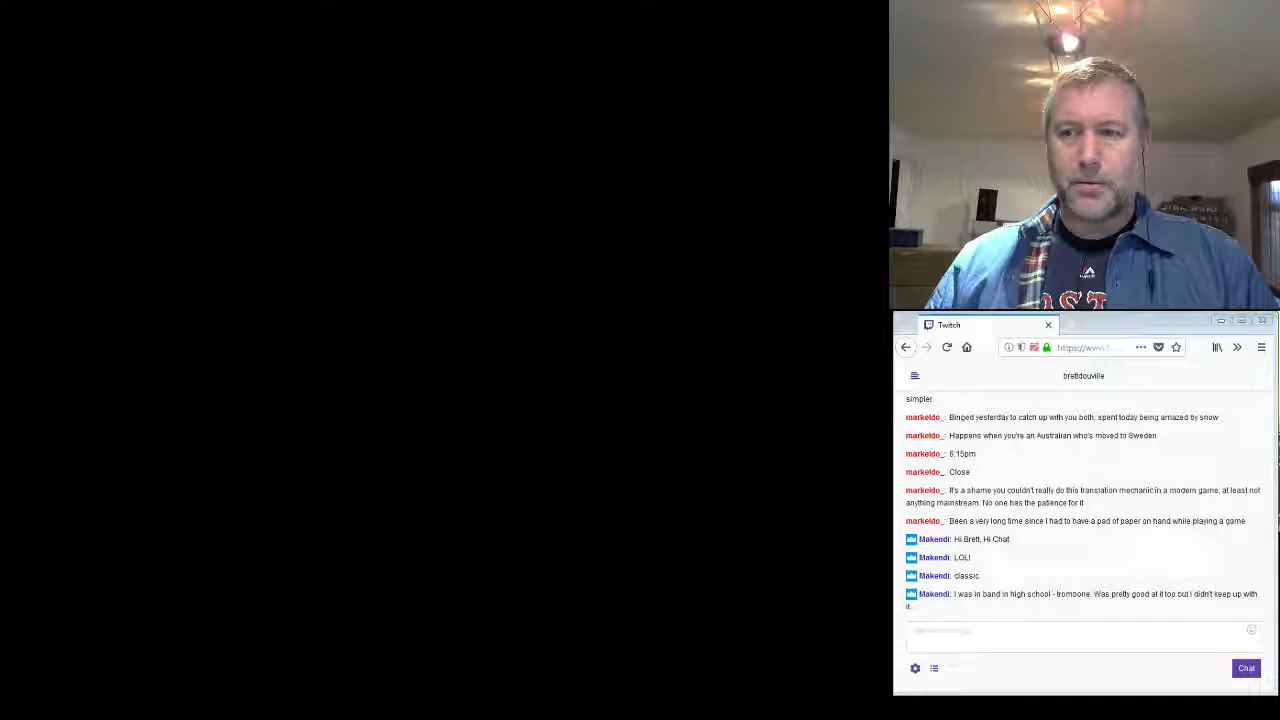 STAR WARS
Twitch
https://www.t
brettdouville
simpler
markeldo_: Binged yesterday to catch up with you both, spent today being amazed by snow
markeldo_: Happens when you're an Australian who's moved to Sweden
markeldo_: 6:15pm
markeldo_: Close
markeldo_: It's a shame you couldn't really do this translation mechanic in a modern game, at least not
anything mainstream. No one has the patience for it
markeldo_: Been a very long time since I had to have a pad of paper on hand while playing a game
Makendi: Hi Brett, Hi Chat
Makendi: LOL!
Makendi: classic
Makendi: I was in band in high school - trombone. Was pretty good at it too but I didn't keep up with
it.
Chat